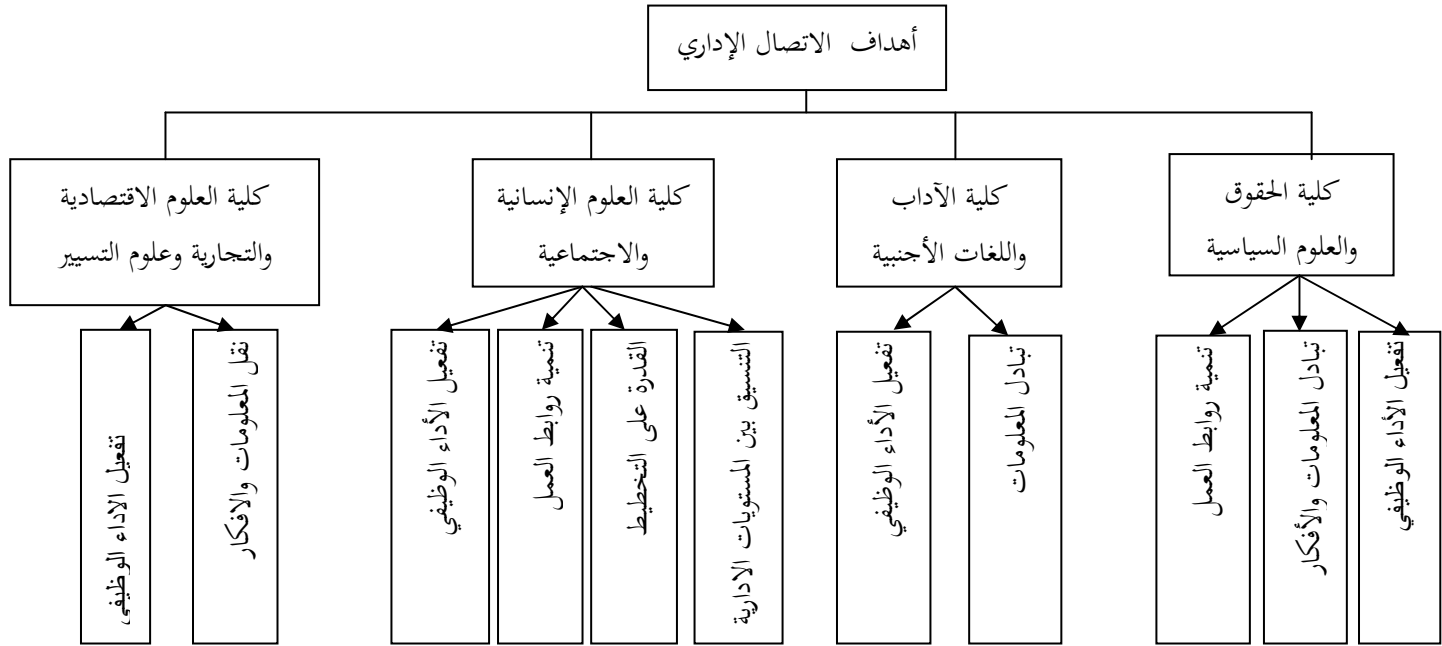 أهداف الاتصال الإداري
كلية الحقوق
والعلوم السياسية
كلية الآداب
واللغات الأجنبية
كلية العلوم الإنسانية
والاجتماعية
كلية العلوم الاقتصادية
والتجارية وعلوم التسيير
تفعيل الأداء الوظيفي
تبادل المعلومات والأفكار
تنمية روابط العمل
تبادل المعلومات
تفعيل الأداء الوظيفي
التنسيق بين المستويات الادارية
القدرة على التخطيط
تنمية روابط العمل
تفعيل الأداء الوظيفي
نقل المعلومات والافكار
تفعيل الاداء الوظيفي